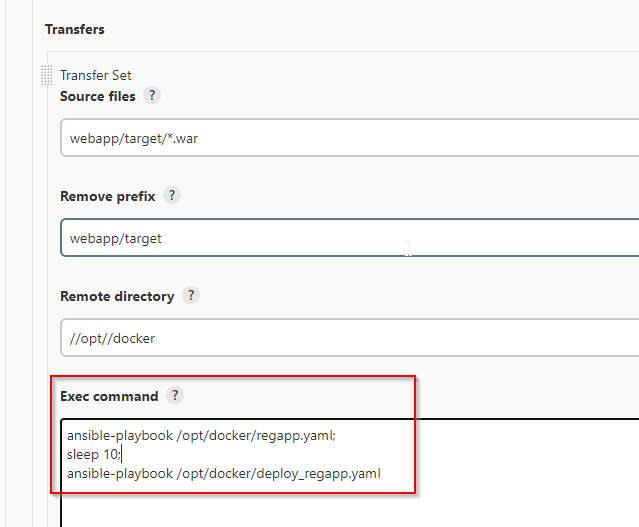 Transfers
Transfer Set
Source files ?
webapp/target/*.war
Remove prefix ?
webapp/target
Remote directory ?
//opt//docker
Exec command ?
ansible-playbook /opt/docker/regapp.yaml;
sleep 10;
ansible-playbook /opt/docker/deploy_regapp.yaml